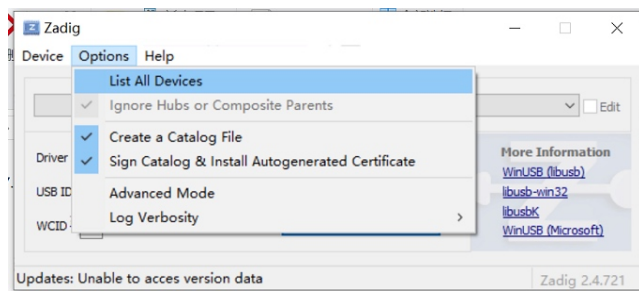 Zadig
Device Options Help
List All Devices
Ignore Hubs or Composite Parents
Edit
Create a Catalog File
Driver
Sign Catalog & Install Autogenerated Certificate
More Information
WinUSB (libusb)
USB ID
Advanced Mode
libusb-win32
Log Verbosity
libusbK
WCID
WinUSB (Microsoft)
Updates: Unable to acces version data
Zadig 2.4.721